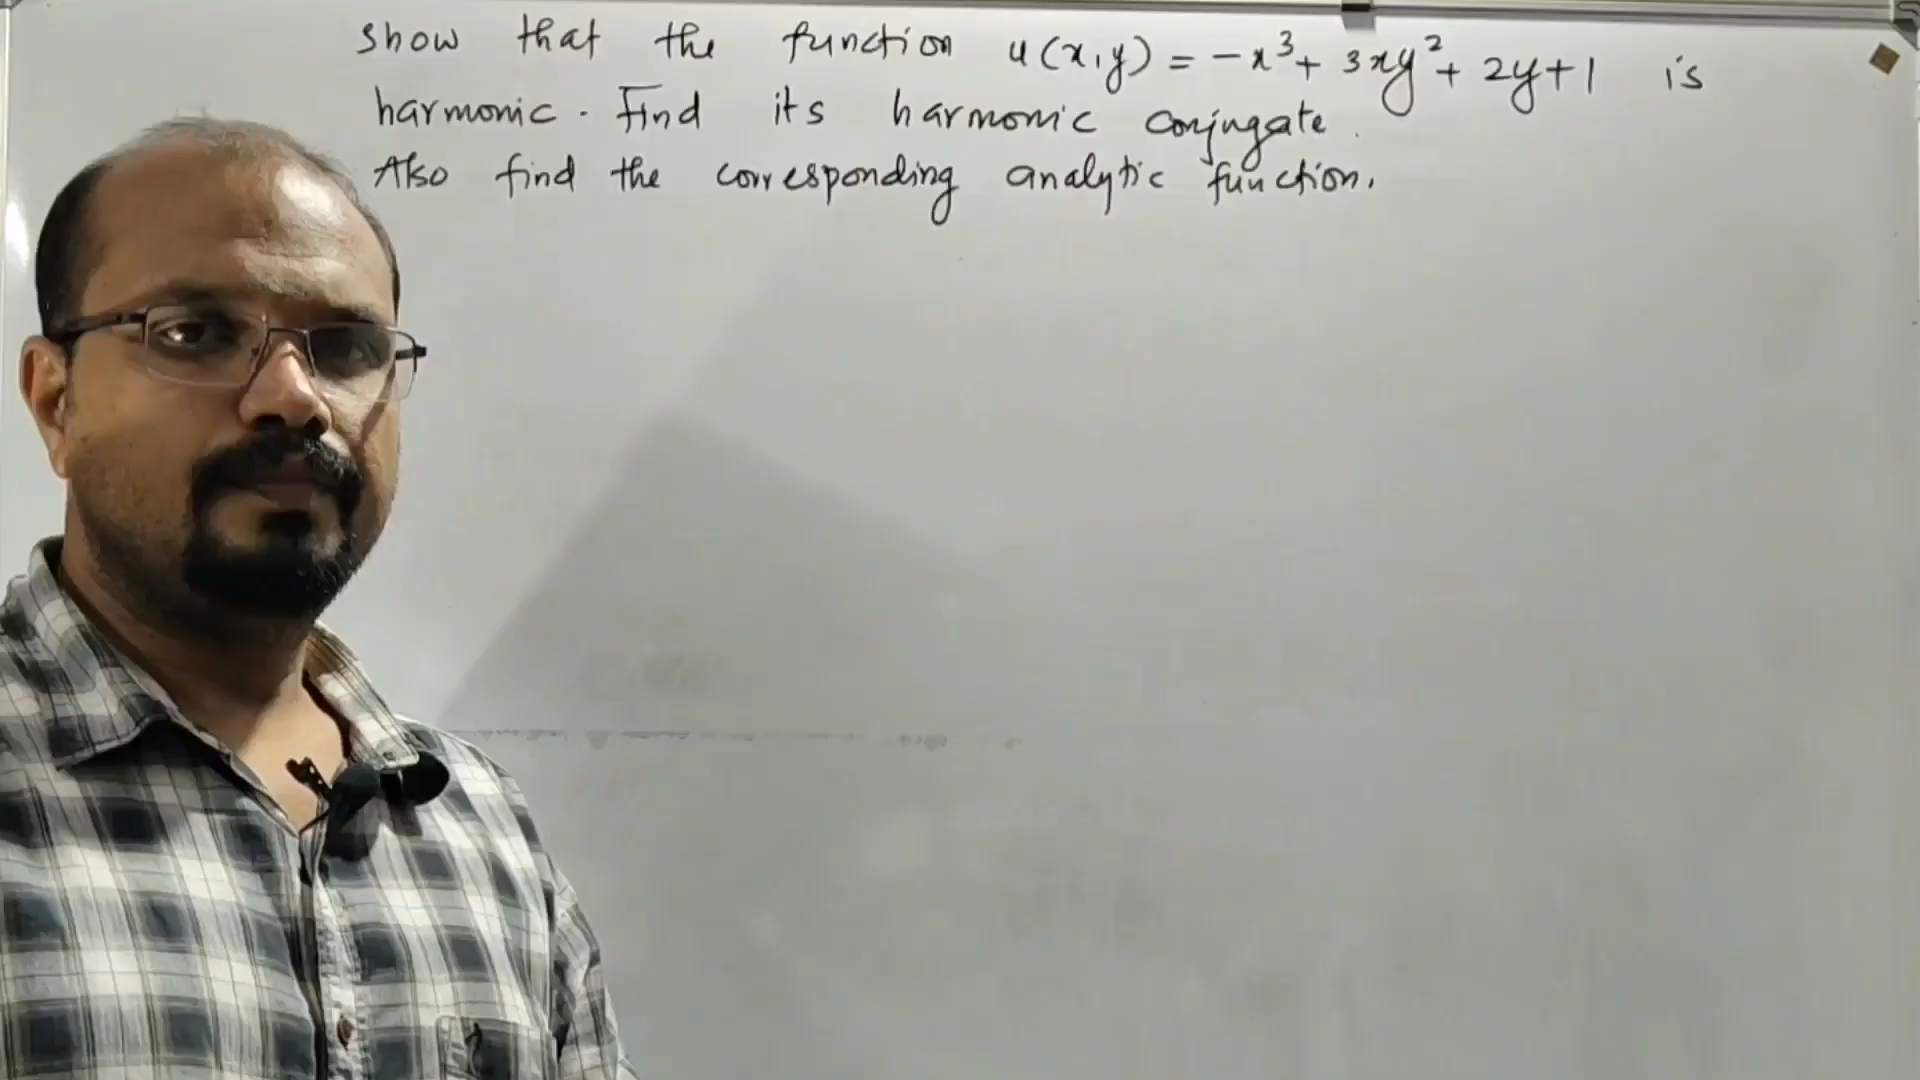 show that the function u(x,y) = -x³ + 3xy² + 2y + 1 is
harmonic. Find its harmonic conjugate.
Also find the corresponding analytic function.